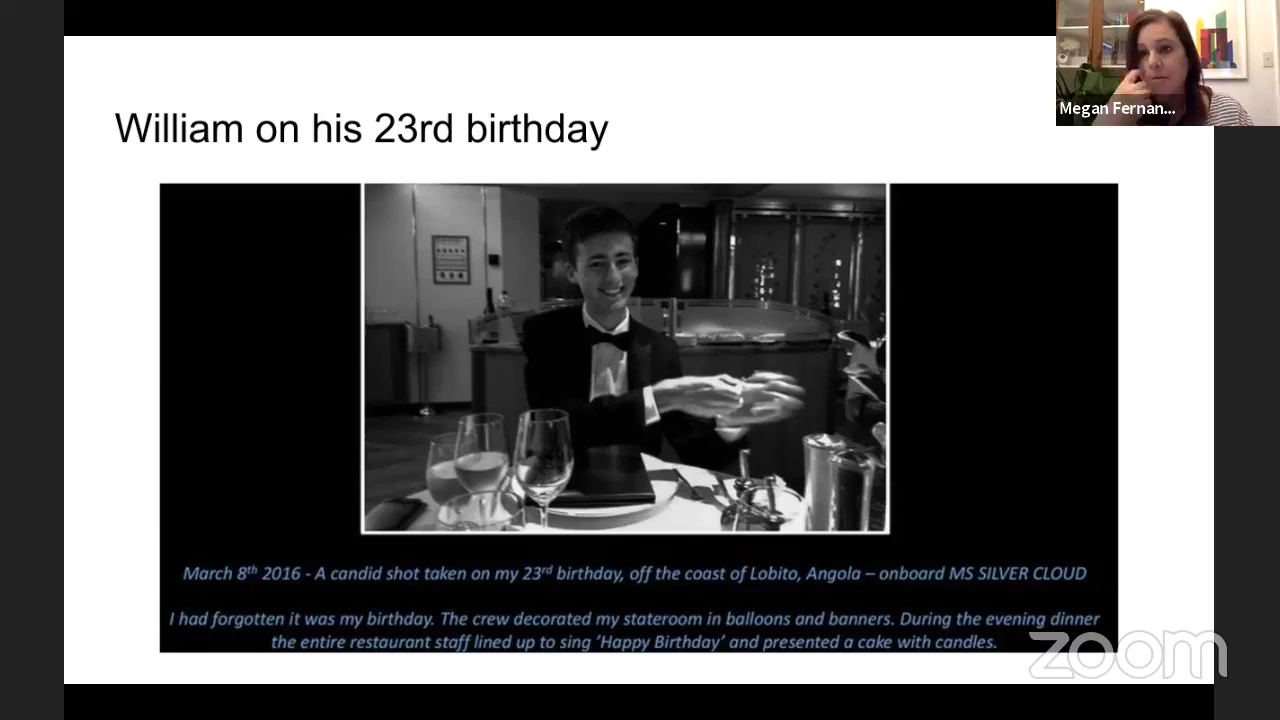 William on his 23rd birthday
Megan Fernan...
March 8th 2016 - A candid shot taken on my 23rd birthday, off the coast of Lobito, Angola – onboard MS SILVER CLOUD
I had forgotten it was my birthday. The crew decorated my stateroom in balloons and banners. During the evening dinner
the entire restaurant staff lined up to sing ‘Happy Birthday’ and presented a cake with candles.
zoom